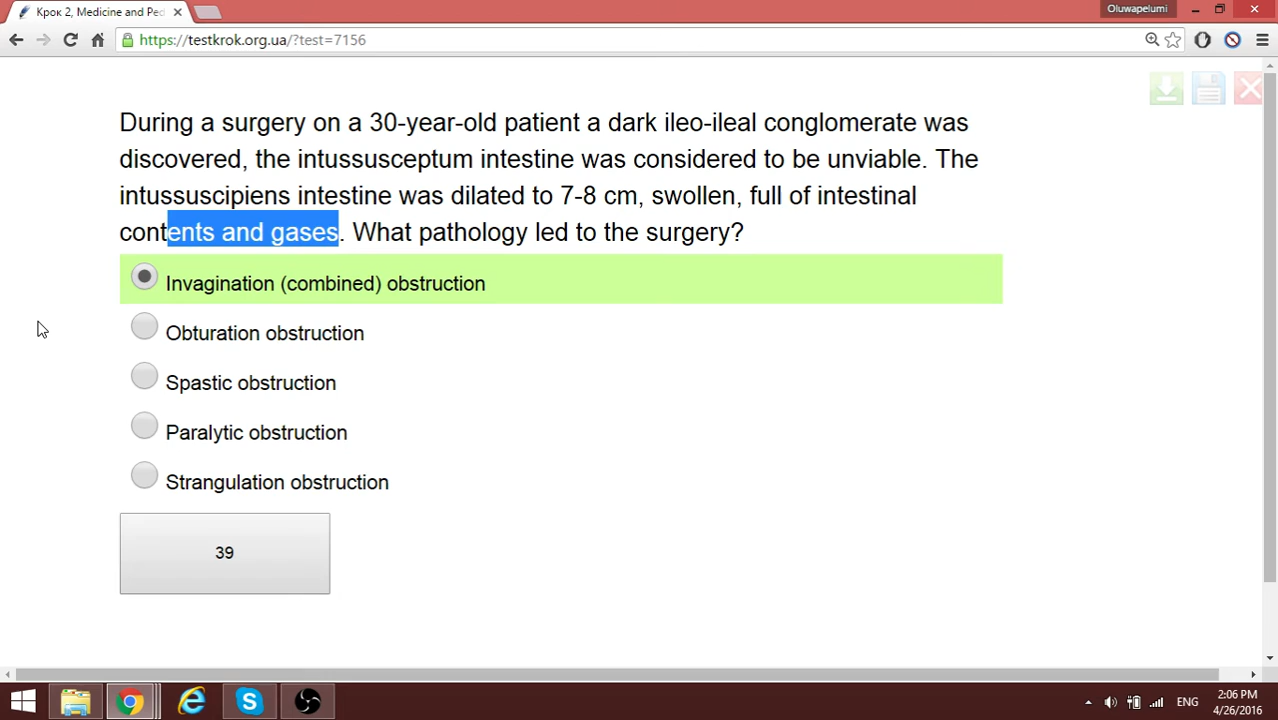 Крок 2, Medicine and Pec
Oluwapelumi
https://testkrok.org.ua/?test=7156
During a surgery on a 30-year-old patient a dark ileo-ileal conglomerate was
discovered, the intussusceptum intestine was considered to be unviable. The
intussuscipiens intestine was dilated to 7-8 cm, swollen, full of intestinal
contents and gases. What pathology led to the surgery?
Invagination (combined) obstruction
Obturation obstruction
Spastic obstruction
Paralytic obstruction
Strangulation obstruction
39
ENG
2:06 PM
4/26/2016